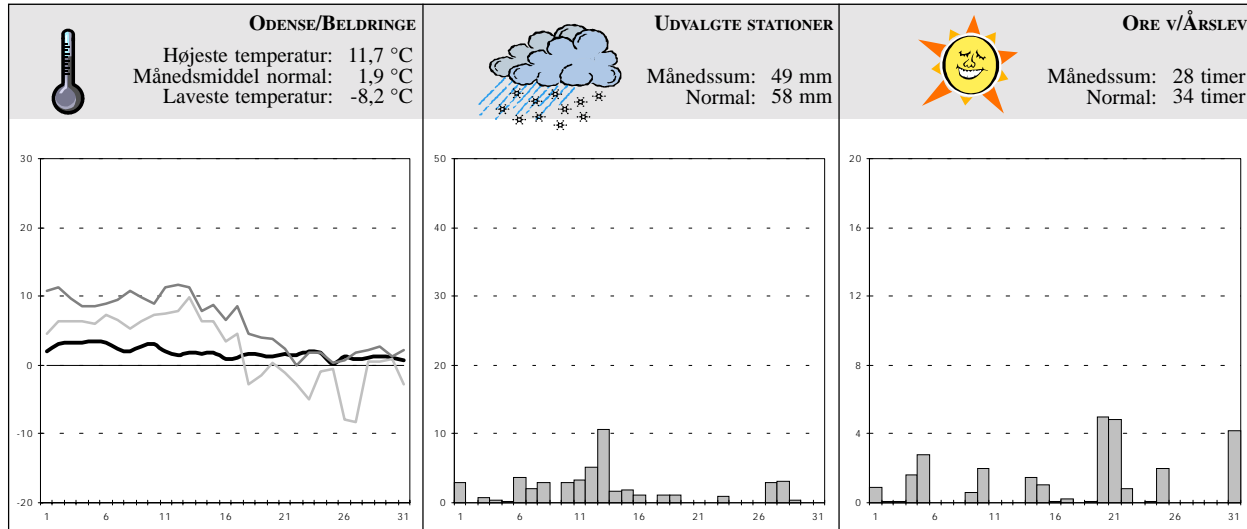 ODENSE/BELDRINGE
Højeste temperatur: 11,7 °C
Månedsmiddel normal: 1,9 °C
Laveste temperatur: -8,2 °C
UDVALGTE STATIONER
Månedssum: 49 mm
Normal: 58 mm
ORE V/ÅRSLEV
Månedssum: 28 timer
Normal: 34 timer
30
20
10
0
-10
-20
1 6 11 16 21 26 31
50
40
30
20
10
0
1 6 11 16 21 26 31
20
16
12
8
4
0
1 6 11 16 21 26 31